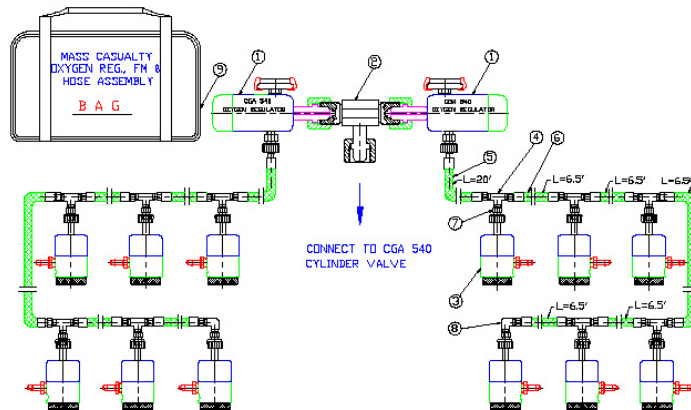 MASS CASUALTY
OXYGEN REG., FM &
HOSE ASSEMBLY
B A G
9
1
CGA 540
OXYGEN REGULATOR
2
1
CGA 540
OXYGEN REGULATOR
4
5
6
L=20'
L=6.5'
L=6.5'
L=6.5'
7
CONNECT TO CGA 540
CYLINDER VALVE
3
L=6.5'
L=6.5'
8